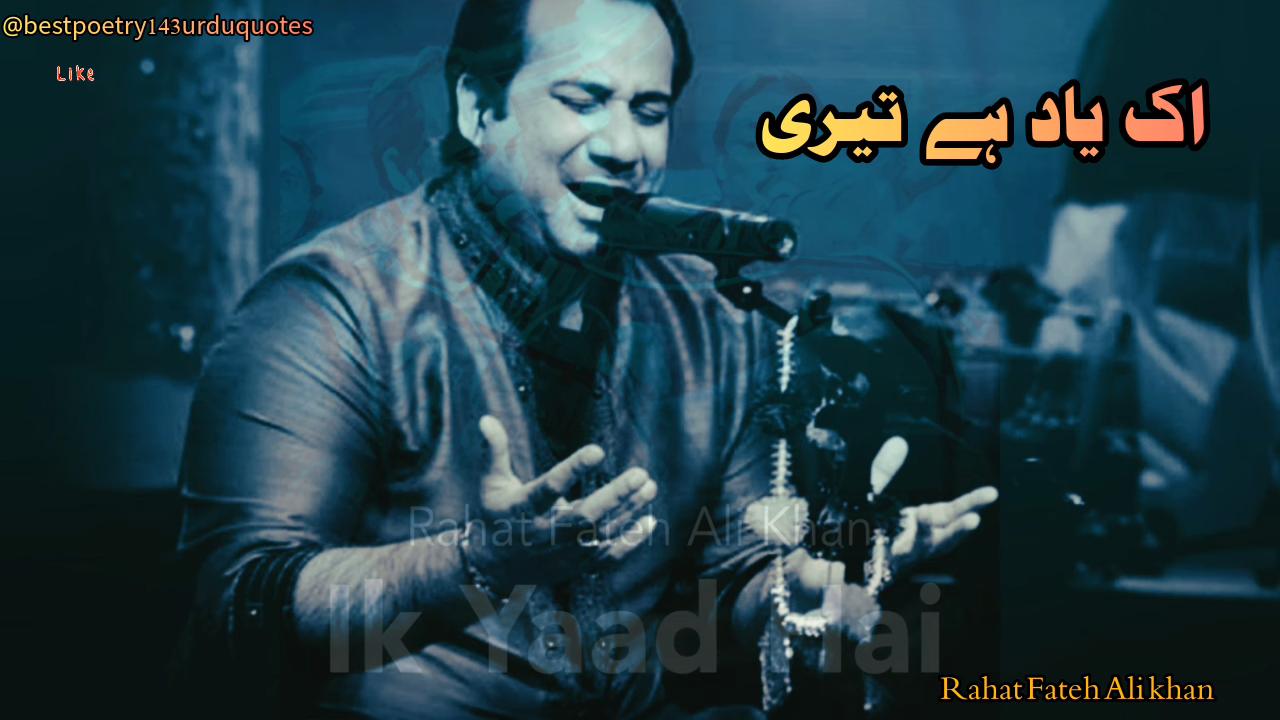 @bestpoetry143urduquotes
Like
اک یاد ہے تیری
Rahat Fateh Ali Khan
Ik Yaad Hai
Rahat Fateh Ali khan